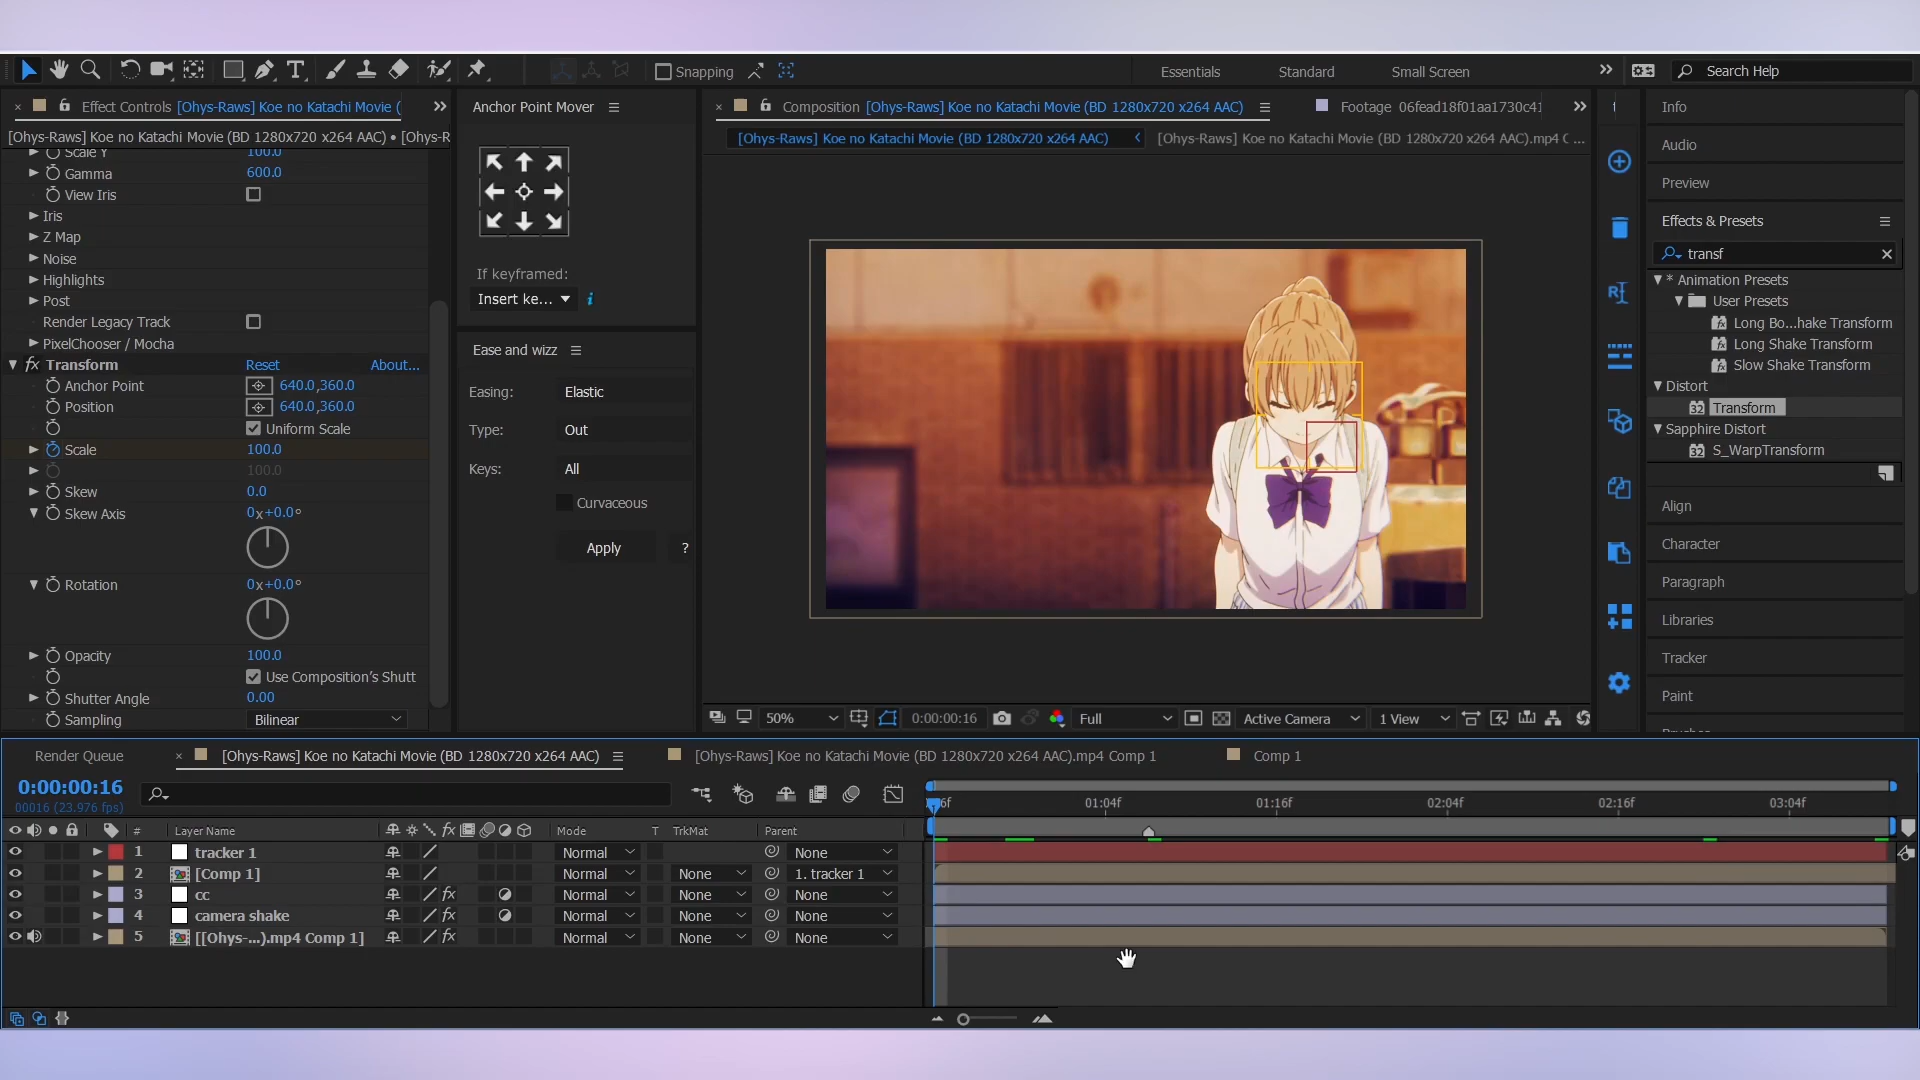 Snapping
Essentials
Standard
Small Screen
Search Help
Effect Controls [Ohys-Raws] Koe no Katachi Movie (
[Ohys-Raws] Koe no Katachi Movie (BD 1280x720 x264 AAC) • [Ohys-R
Scale Y 100.0
Gamma 600.0
View Iris
Iris
Z Map
Noise
Highlights
Post
Render Legacy Track
PixelChooser / Mocha
fx Transform Reset About...
Anchor Point 640.0,360.0
Position 640.0,360.0
Uniform Scale
Scale 100.0
100.0
Skew 0.0
Skew Axis 0x+0.0°
Rotation 0x+0.0°
Opacity 100.0
Use Composition's Shutt
Shutter Angle 0.00
Sampling Bilinear
Anchor Point Mover
If keyframed:
Insert ke...
Ease and wizz
Easing: Elastic
Type: Out
Keys: All
Curvaceous
Apply ?
Composition [Ohys-Raws] Koe no Katachi Movie (BD 1280x720 x264 AAC)
Footage 06fead18f01aa1730c41
[Ohys-Raws] Koe no Katachi Movie (BD 1280x720 x264 AAC)
[Ohys-Raws] Koe no Katachi Movie (BD 1280x720 x264 AAC).mp4 C ...
50% 0:00:00:16 Full Active Camera 1 View
Info
Audio
Preview
Effects & Presets
transf
* Animation Presets
User Presets
Long Bo...hake Transform
Long Shake Transform
Slow Shake Transform
Distort
32 Transform
Sapphire Distort
32 S_WarpTransform
Align
Character
Paragraph
Libraries
Tracker
Paint
Render Queue
[Ohys-Raws] Koe no Katachi Movie (BD 1280x720 x264 AAC)
[Ohys-Raws] Koe no Katachi Movie (BD 1280x720 x264 AAC).mp4 Comp 1
Comp 1
0:00:00:16
00016 (23.976 fps)
01:04f 01:16f 02:04f 02:16f 03:04f
# Layer Name fx Mode T TrkMat Parent
1 tracker 1 Normal None
2 [Comp 1] Normal None 1. tracker 1
3 cc fx Normal None None
4 camera shake fx Normal None None
5 [[Ohys-...).mp4 Comp 1] fx Normal None None